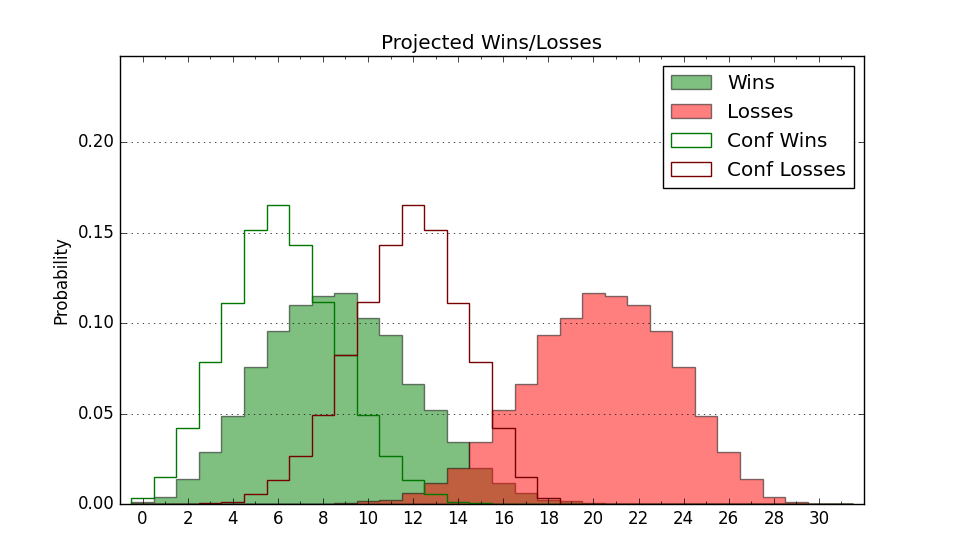 Projected Wins/Losses
Wins
Losses
Conf Wins
Conf Losses
Probability
0.20
0.15
0.10
0.05
0.00
0 2 4 6 8 10 12 14 16 18 20 22 24 26 28 30